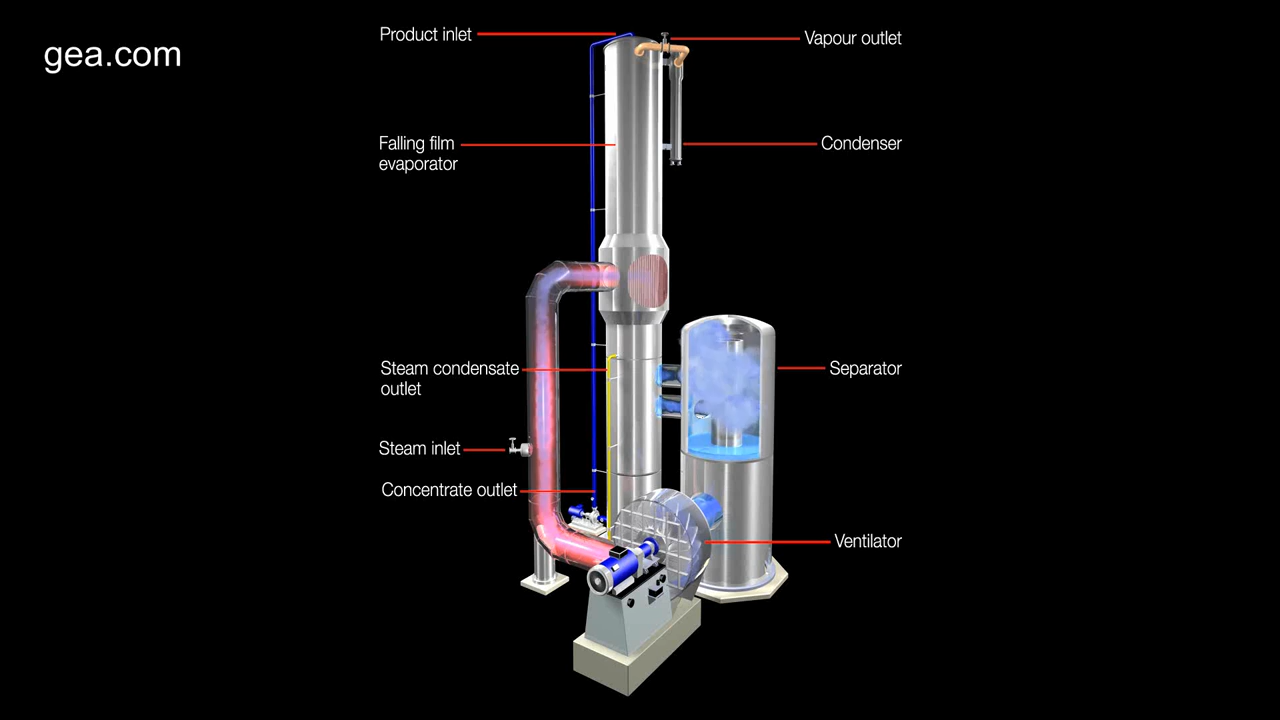 gea.com
Product inlet
Vapour outlet
Falling film
evaporator
Condenser
Steam condensate
outlet
Separator
Steam inlet
Concentrate outlet
Ventilator